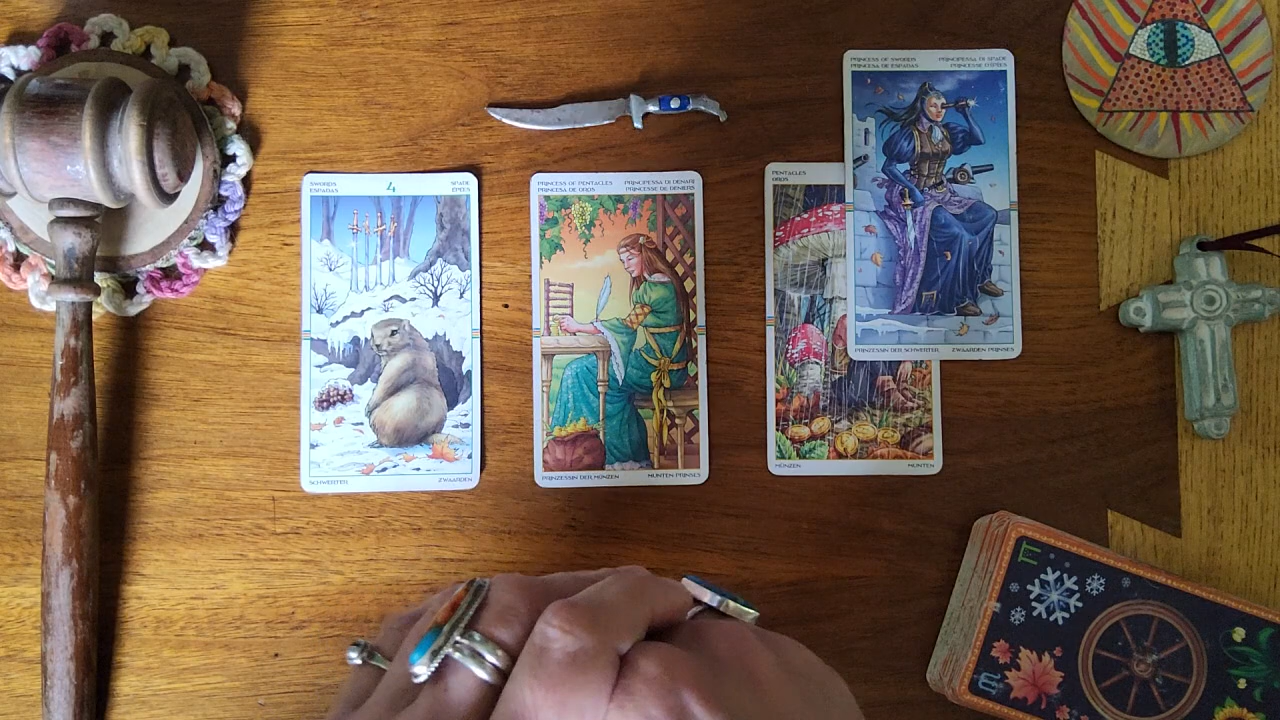 SWORDS
ESPADAS
4
SPADE
ÉPÉES
SCHWERTER
ZWAARDEN
PRINCESS OF PENTACLES
PRINCESA DE OROS
PRINCIPESSA DI DENARI
PRINCESSE DE DENIERS
PRINZESSIN DER MÜNZEN
MUNTEN PRINSES
PENTACLES
OROS
MÜNZEN
MUNTEN
PRINCESS OF SWORDS
PRINCESA DE ESPADAS
PRINCIPESSA DI SPADE
PRINCESSE D'ÉPÉES
PRINZESSIN DER SCHWERTER
ZWAARDEN PRINSES